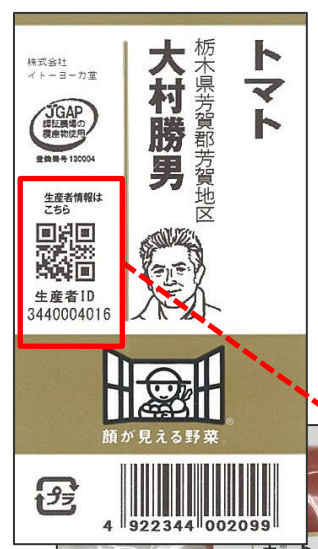 トマト
栃木県芳賀郡芳賀地区
大村勝男
株式会社
イトーヨーカ堂
JGAP
認証農場の
農産物使用
登録番号 130004
生産者情報は
こちら
生産者ID
3440004016
顔が見える野菜。
プラ
4 922344 002099